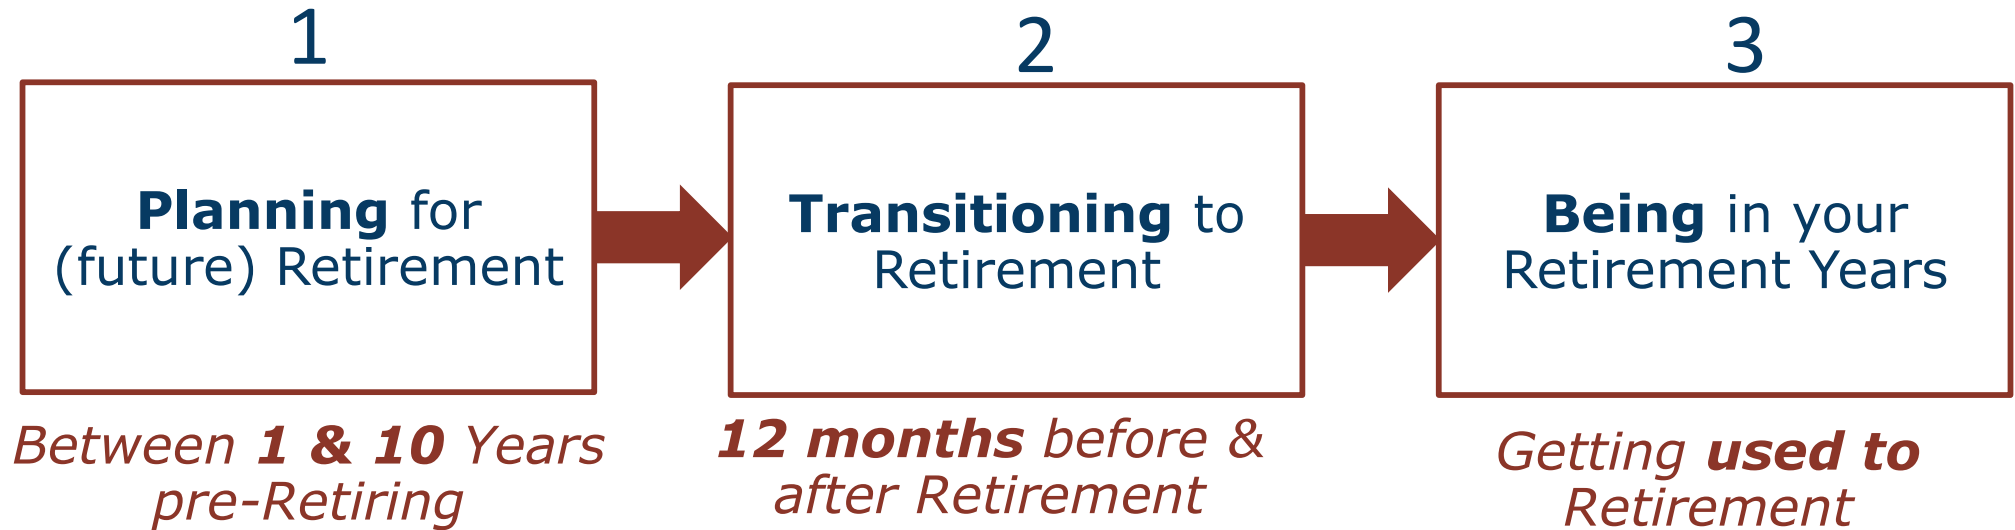 1
Planning for
(future) Retirement
Between 1 & 10 Years
pre-Retiring
2
Transitioning to
Retirement
12 months before &
after Retirement
3
Being in your
Retirement Years
Getting used to
Retirement